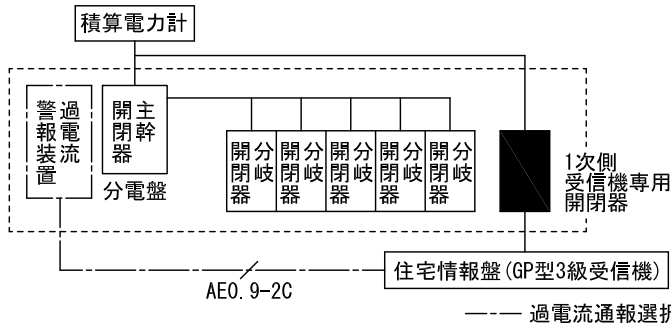 積算電力計
過電流
警報装置
主幹
開閉器
分電盤
分岐
開閉器
分岐
開閉器
分岐
開閉器
分岐
開閉器
分岐
開閉器
1次側
受信機専用
開閉器
住宅情報盤(GP型3級受信機)
AE0.9-2C
過電流通報選択